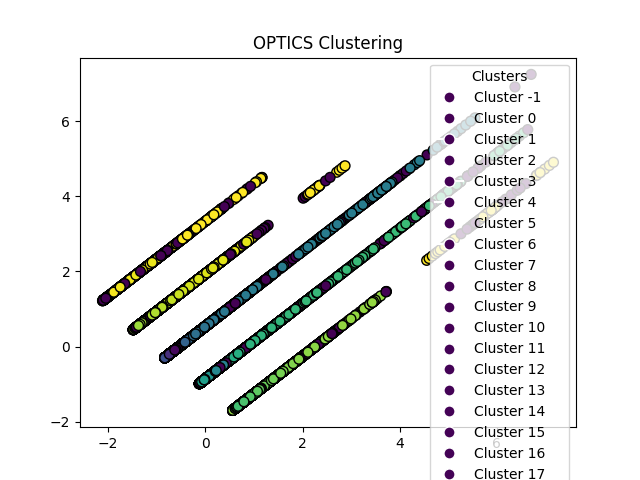 OPTICS Clustering
Clusters
Cluster -1
Cluster 0
Cluster 1
Cluster 2
Cluster 3
Cluster 4
Cluster 5
Cluster 6
Cluster 7
Cluster 8
Cluster 9
Cluster 10
Cluster 11
Cluster 12
Cluster 13
Cluster 14
Cluster 15
Cluster 16
Cluster 17
6
4
2
0
−2
−2
0
2
4
6